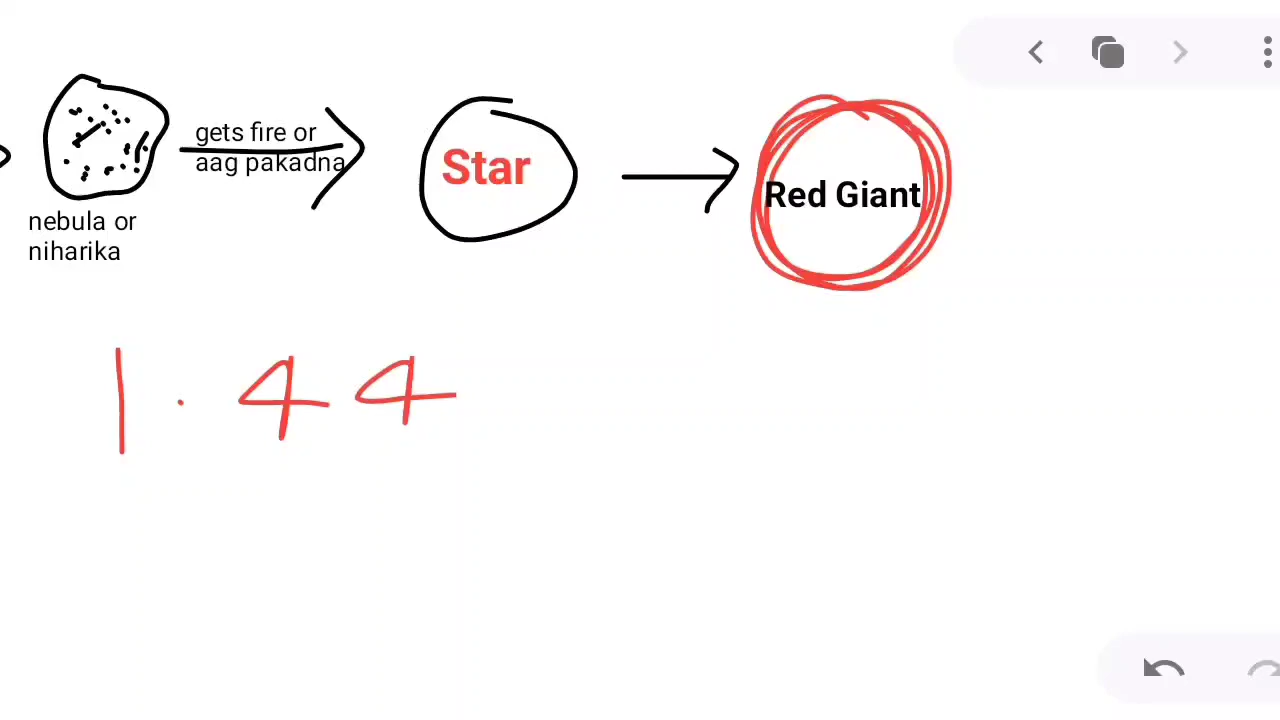 gets fire or
aag pakadna
Star
Red Giant
nebula or
niharika
1.44